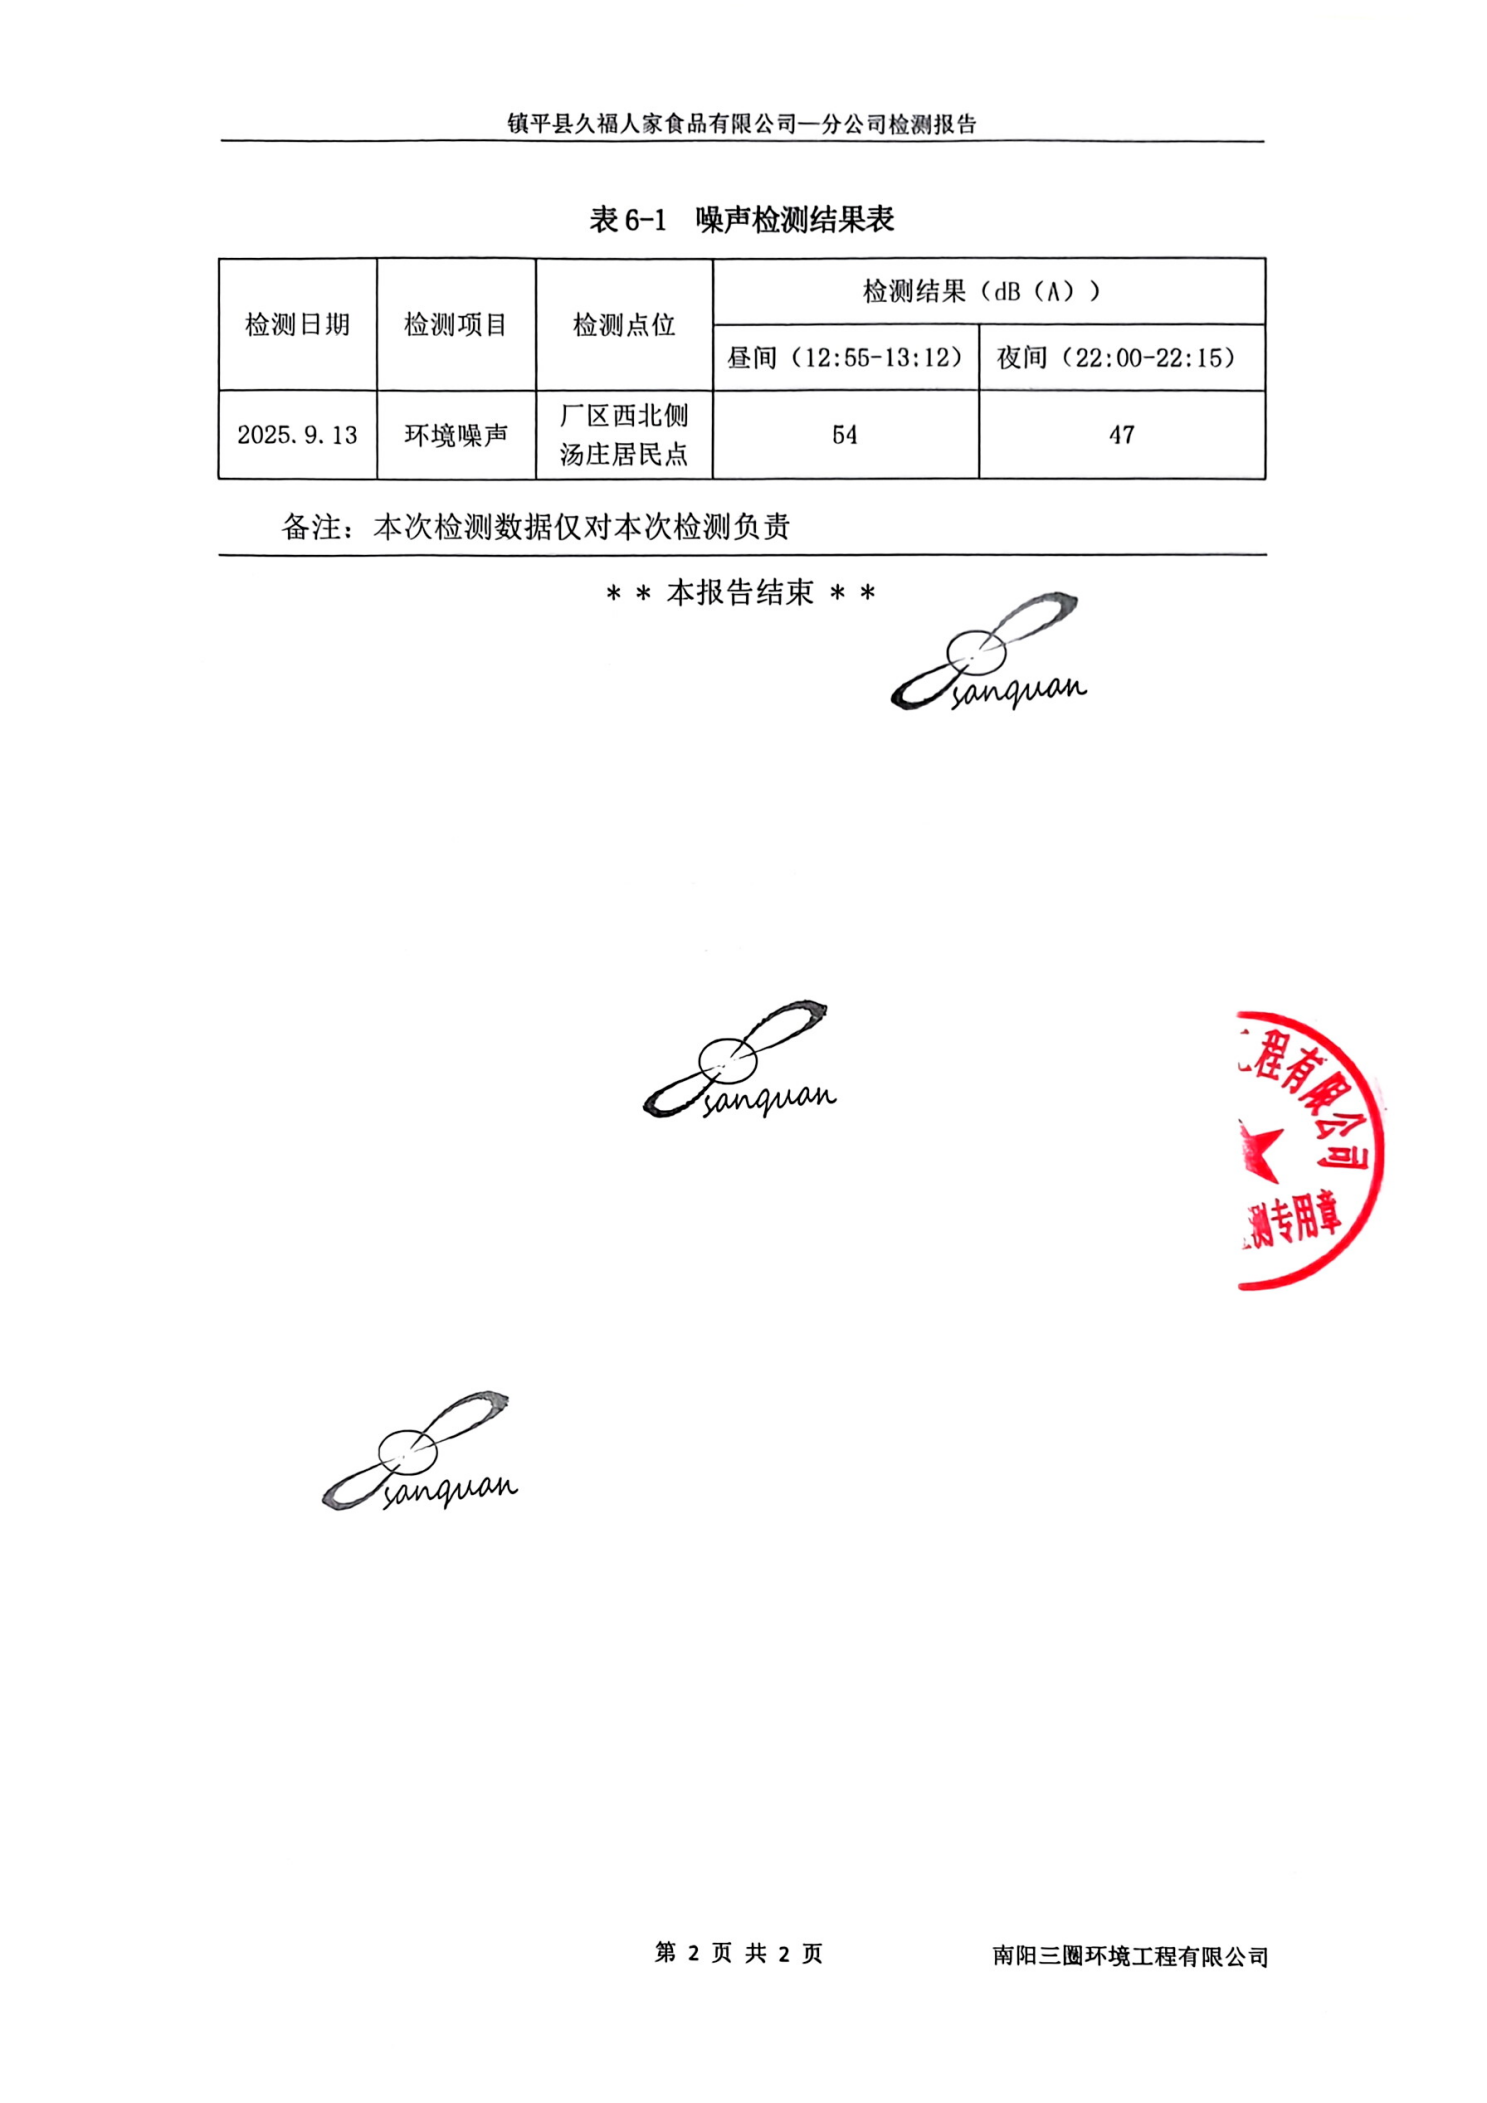 镇平县久福人家食品有限公司—分公司检测报告
表 6-1 噪声检测结果表
检测日期 检测项目 检测点位 检测结果（dB（A））
昼间（12:55-13:12） 夜间（22:00-22:15）
2025.9.13 环境噪声 厂区西北侧汤庄居民点 54 47
备注：本次检测数据仅对本次检测负责
＊＊ 本报告结束 ＊＊
sanquan
sanquan
程有限公司
测专用章
sanquan
第 2 页 共 2 页 南阳三圈环境工程有限公司